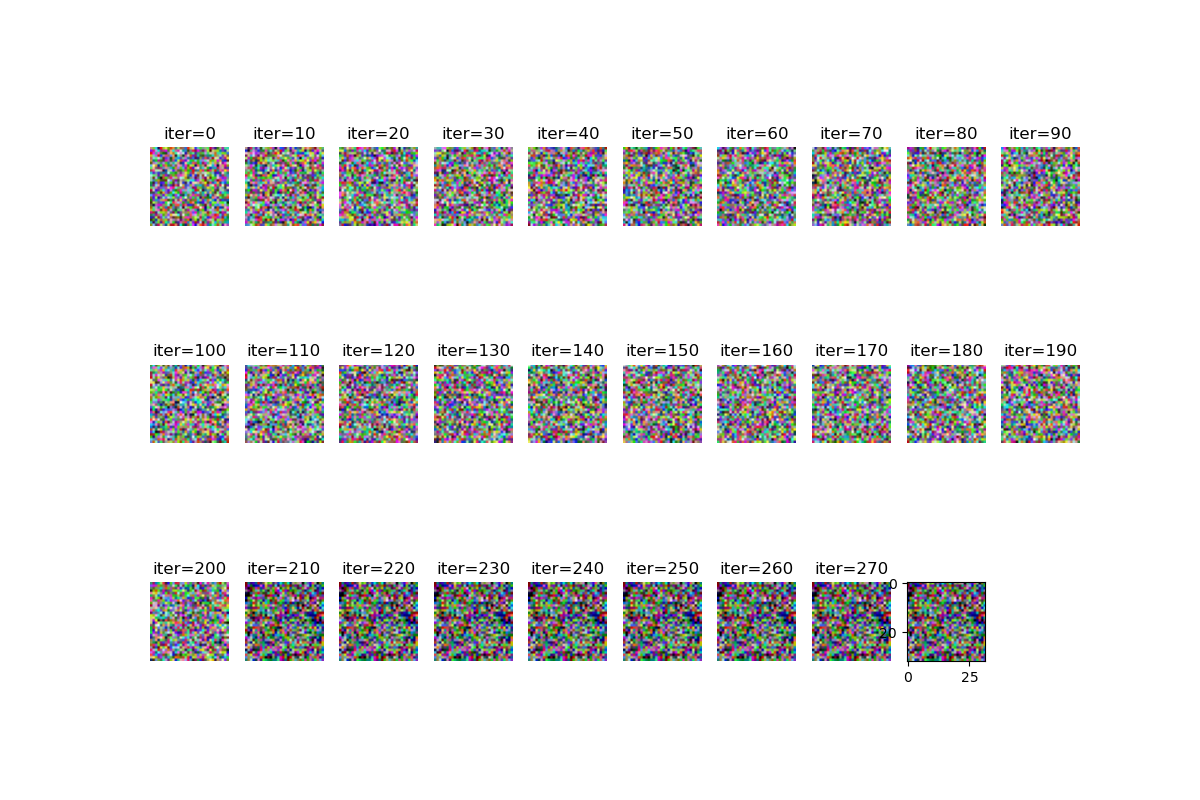 iter=0 iter=10 iter=20 iter=30 iter=40 iter=50 iter=60 iter=70 iter=80 iter=90
iter=100 iter=110 iter=120 iter=130 iter=140 iter=150 iter=160 iter=170 iter=180 iter=190
iter=200 iter=210 iter=220 iter=230 iter=240 iter=250 iter=260 iter=270
0
20
0 25